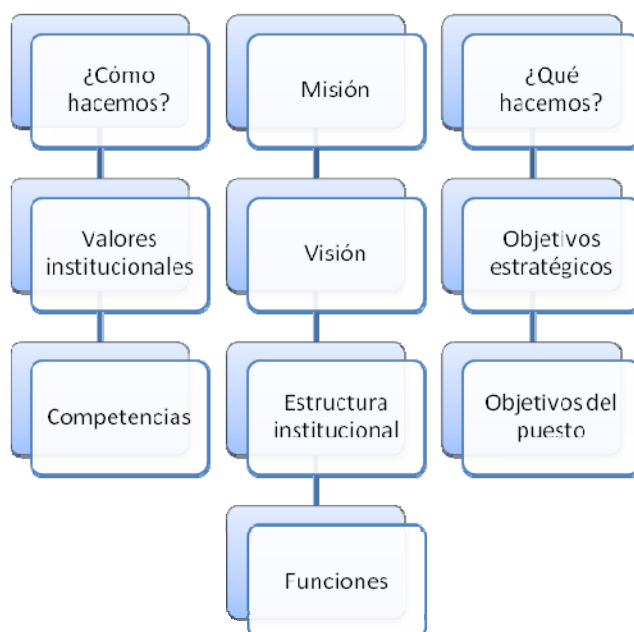 ¿Cómo
hacemos?
Misión
¿Qué
hacemos?
Valores
institucionales
Visión
Objetivos
estratégicos
Competencias
Estructura
institucional
Objetivos del
puesto
Funciones